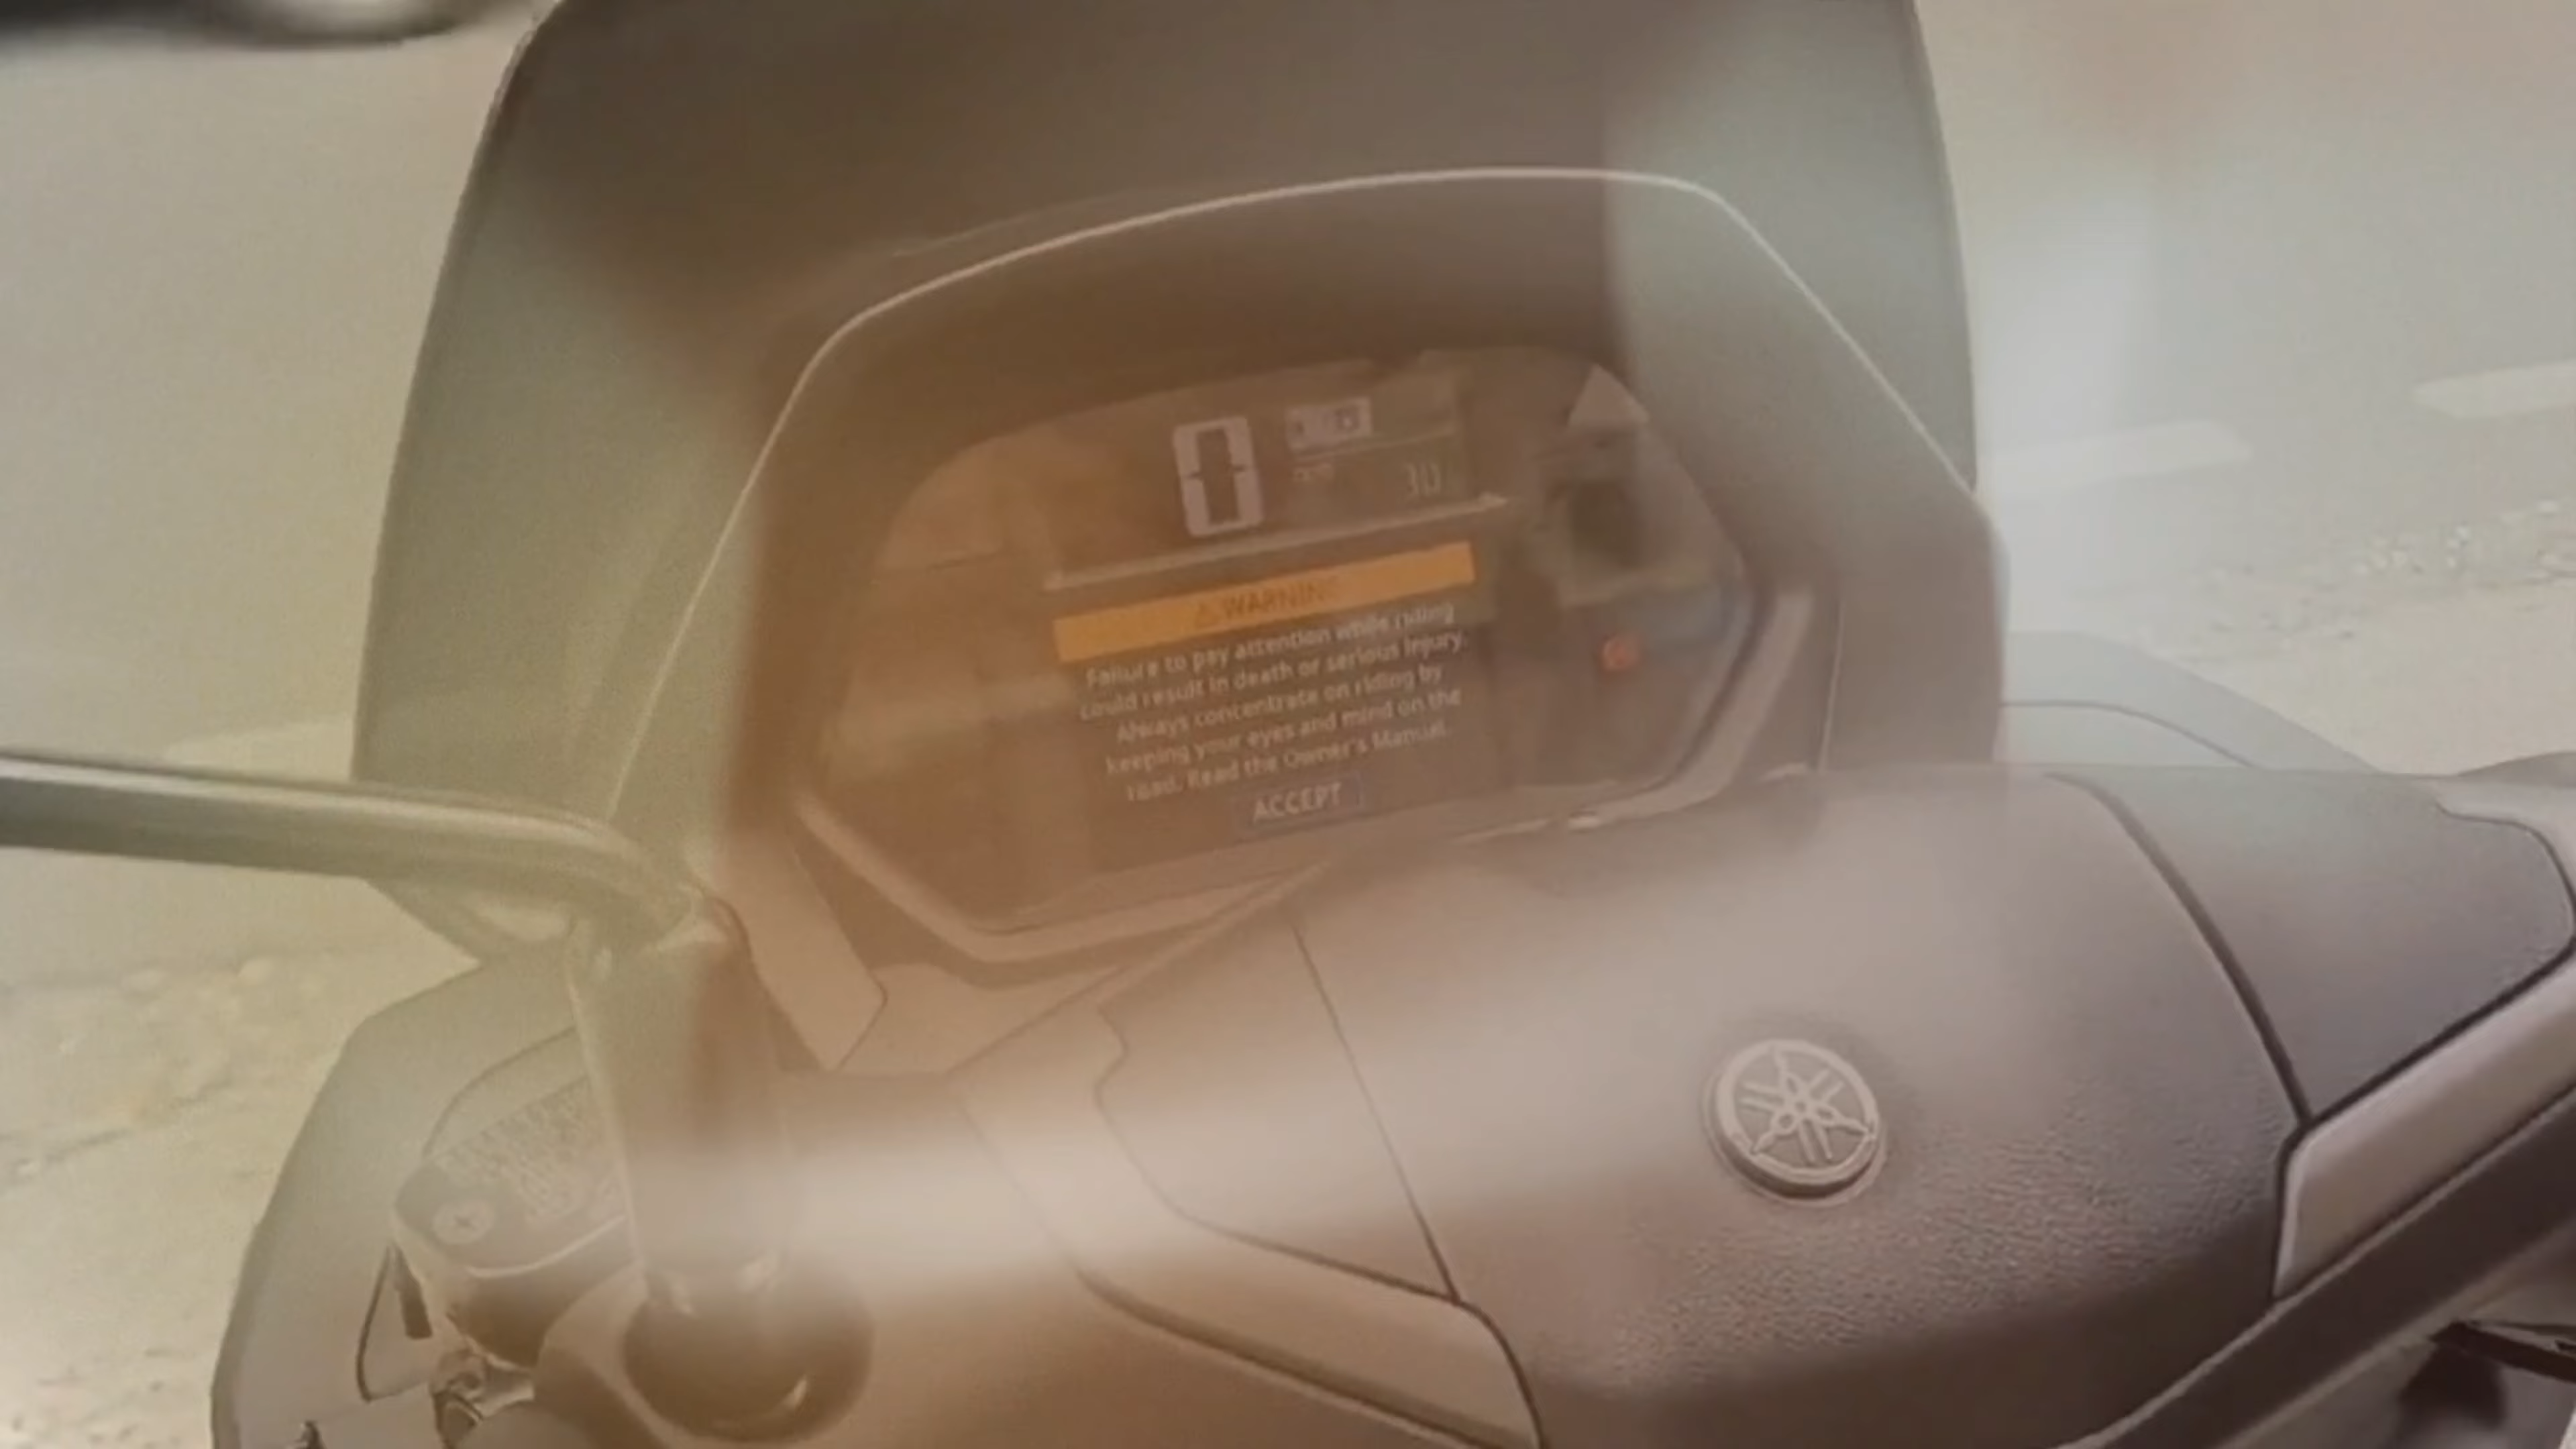 0
⚠ WARNING
Failure to pay attention while riding
could result in death or serious injury.
Always concentrate on riding by
keeping your eyes and mind on the
road. Read the Owner's Manual.
ACCEPT